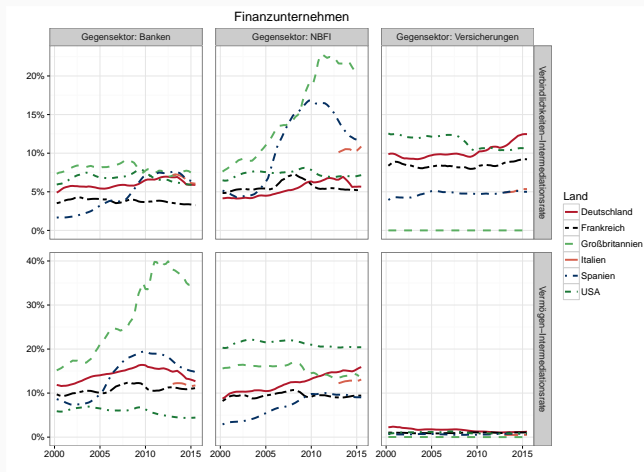 Finanzunternehmen
Gegensektor: Banken
Gegensektor: NBFI
Gegensektor: Versicherungen
20%
15%
10%
5%
0%
Verbindlichkeiten−Intermediationsrate
40%
30%
20%
10%
0%
Vermögen−Intermediationsrate
2000 2005 2010 2015
2000 2005 2010 2015
2000 2005 2010 2015
Land
Deutschland
Frankreich
Großbritannien
Italien
Spanien
USA